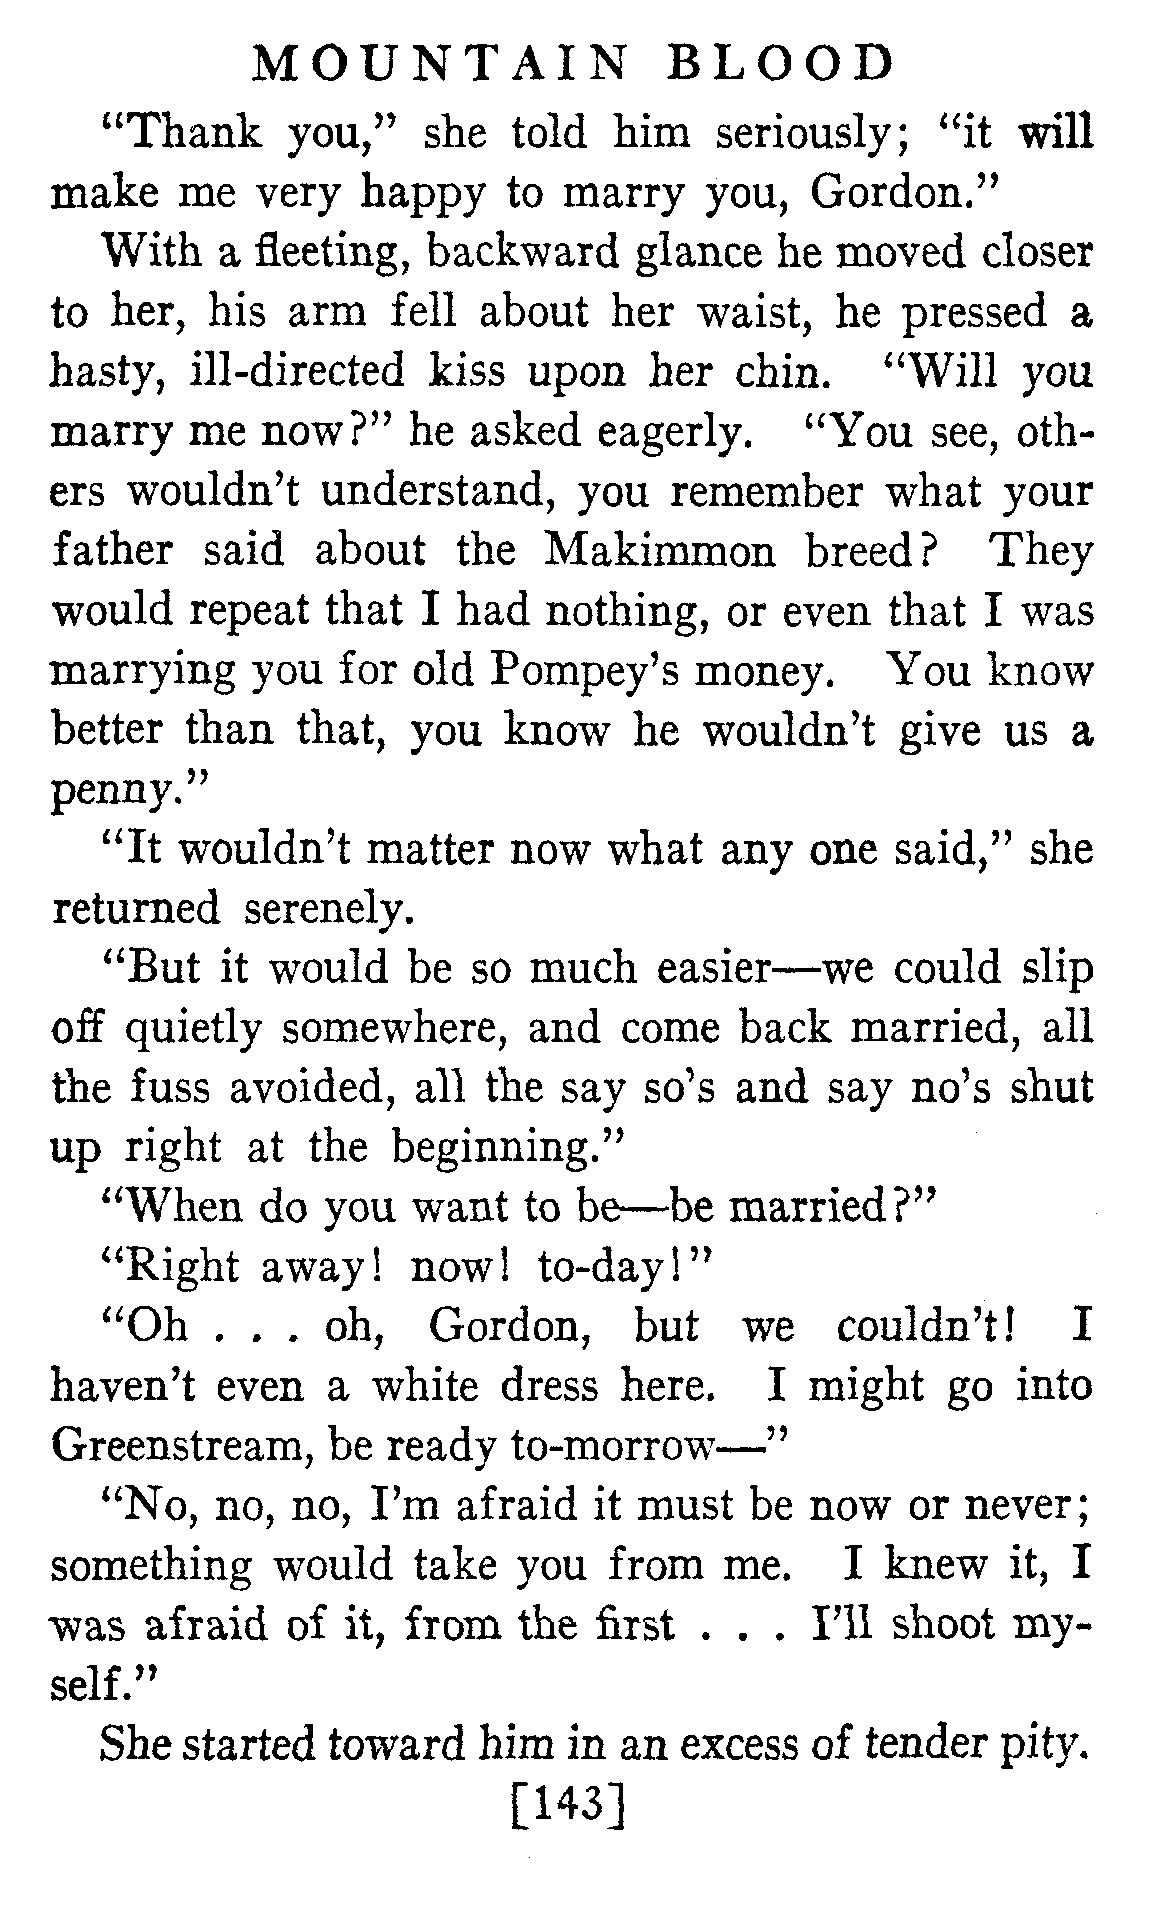 MOUNTAIN BLOOD
“Thank you,” she told him seriously; “it will
make me very happy to marry you, Gordon.”
With a fleeting, backward glance he moved closer
to her, his arm fell about her waist, he pressed a
hasty, ill-directed kiss upon her chin. “Will you
marry me now?” he asked eagerly. “You see, oth-
ers wouldn’t understand, you remember what your
father said about the Makimmon breed? They
would repeat that I had nothing, or even that I was
marrying you for old Pompey’s money. You know
better than that, you know he wouldn’t give us a
penny.”
“It wouldn’t matter now what any one said,” she
returned serenely.
“But it would be so much easier—we could slip
off quietly somewhere, and come back married, all
the fuss avoided, all the say so’s and say no’s shut
up right at the beginning.”
“When do you want to be—be married?”
“Right away! now! to-day!”
“Oh . . . oh, Gordon, but we couldn’t! I
haven’t even a white dress here. I might go into
Greenstream, be ready to-morrow—”
“No, no, no, I’m afraid it must be now or never;
something would take you from me. I knew it, I
was afraid of it, from the first . . . I’ll shoot my-
self.”
She started toward him in an excess of tender pity.
[143]